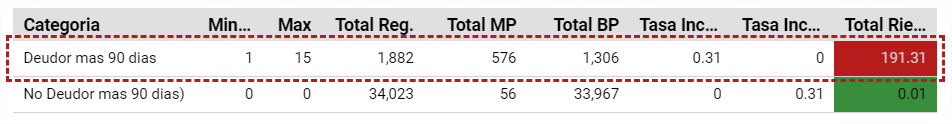 Categoria Min... Max Total Reg. Total MP Total BP Tasa Inc... Tasa Inc... Total Rie...
Deudor mas 90 dias 1 15 1,882 576 1,306 0.31 0 191.31
No Deudor mas 90 dias) 0 0 34,023 56 33,967 0 0.31 0.01